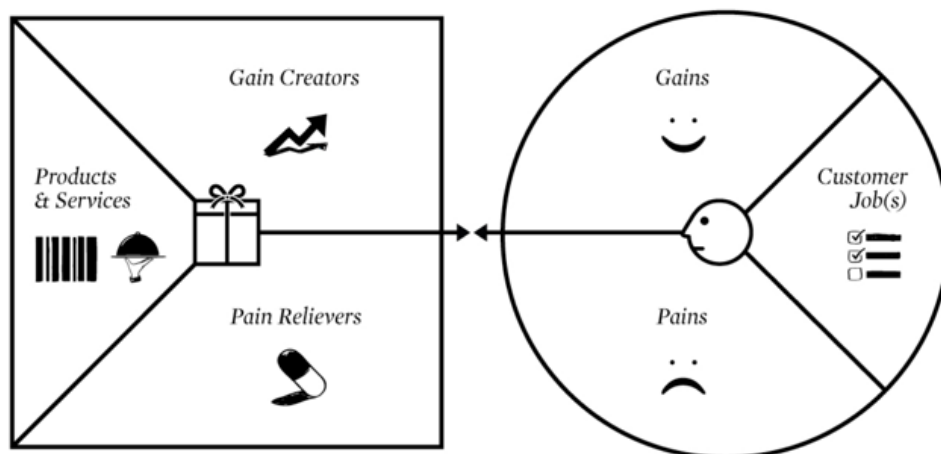 Gain Creators
Gains
Products
& Services
Customer
Job(s)
Pain Relievers
Pains